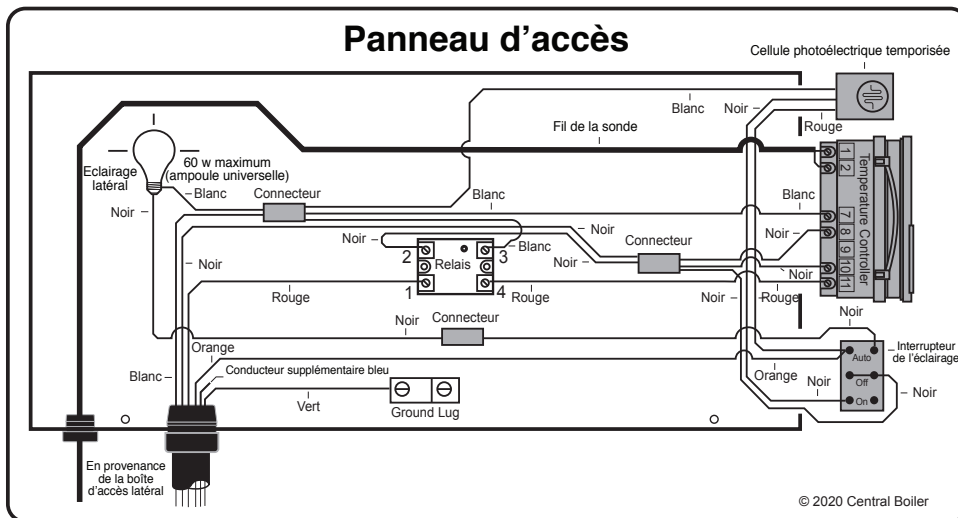 Panneau d'accès
Cellule photoélectrique temporisée
Blanc
Noir
Rouge
Fil de la sonde
Eclairage
latéral
60 w maximum
(ampoule universelle)
Blanc
Noir
Connecteur
Blanc
Blanc
1
2
7
8
9
10
11
Temperature Controller
Noir
Noir
Noir
Noir
Connecteur
Noir
Blanc
2
3
Relais
1
4
Noir
Rouge
Rouge
Noir
Rouge
Noir
Connecteur
Noir
Interrupteur
de l'éclairage
Auto
Off
On
Orange
Orange
Noir
Noir
Blanc
Conducteur supplémentaire bleu
Vert
Ground Lug
En provenance
de la boîte
d'accès latéral
© 2020 Central Boiler